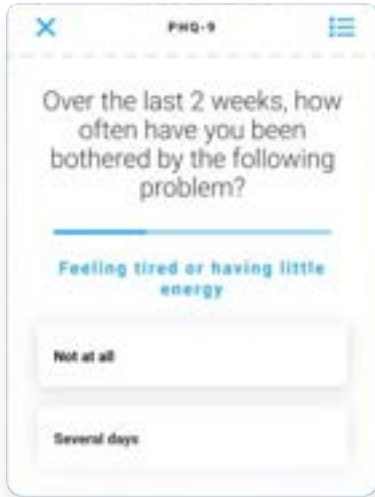 PHQ-9
Over the last 2 weeks, how
often have you been
bothered by the following
problem?
Feeling tired or having little
energy
Not at all
Several days